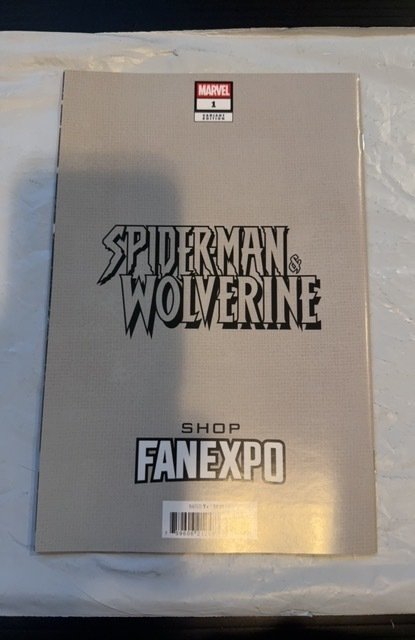 MARVEL
1
VARIANT
EDITION
SPIDER-MAN &
WOLVERINE
SHOP
FANEXPO